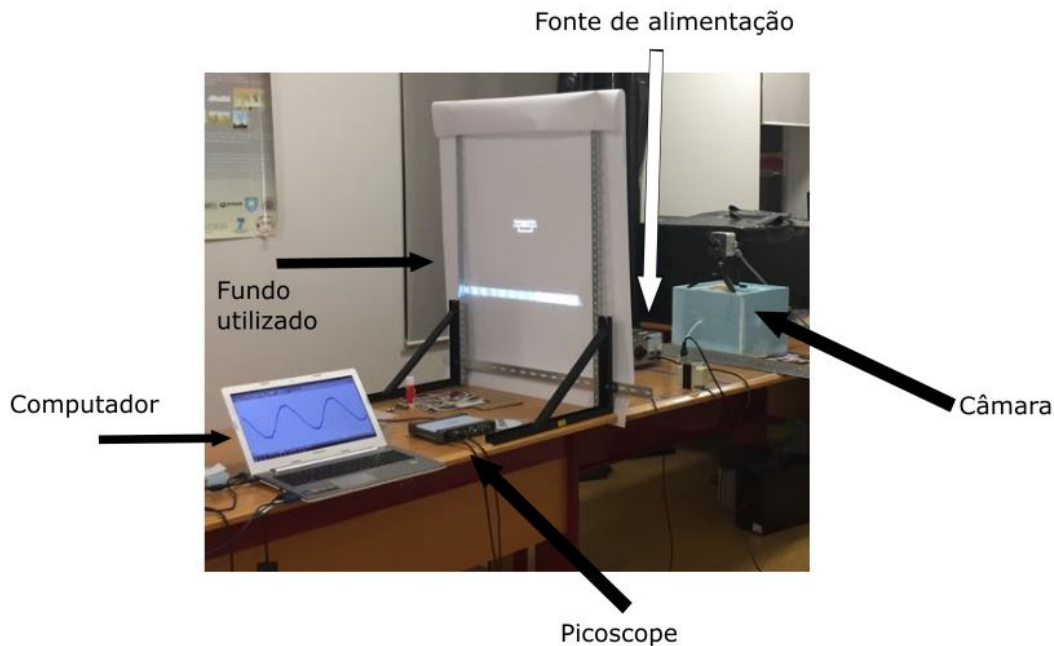 Fonte de alimentação
Fundo
utilizado
Computador
Câmara
Picoscope